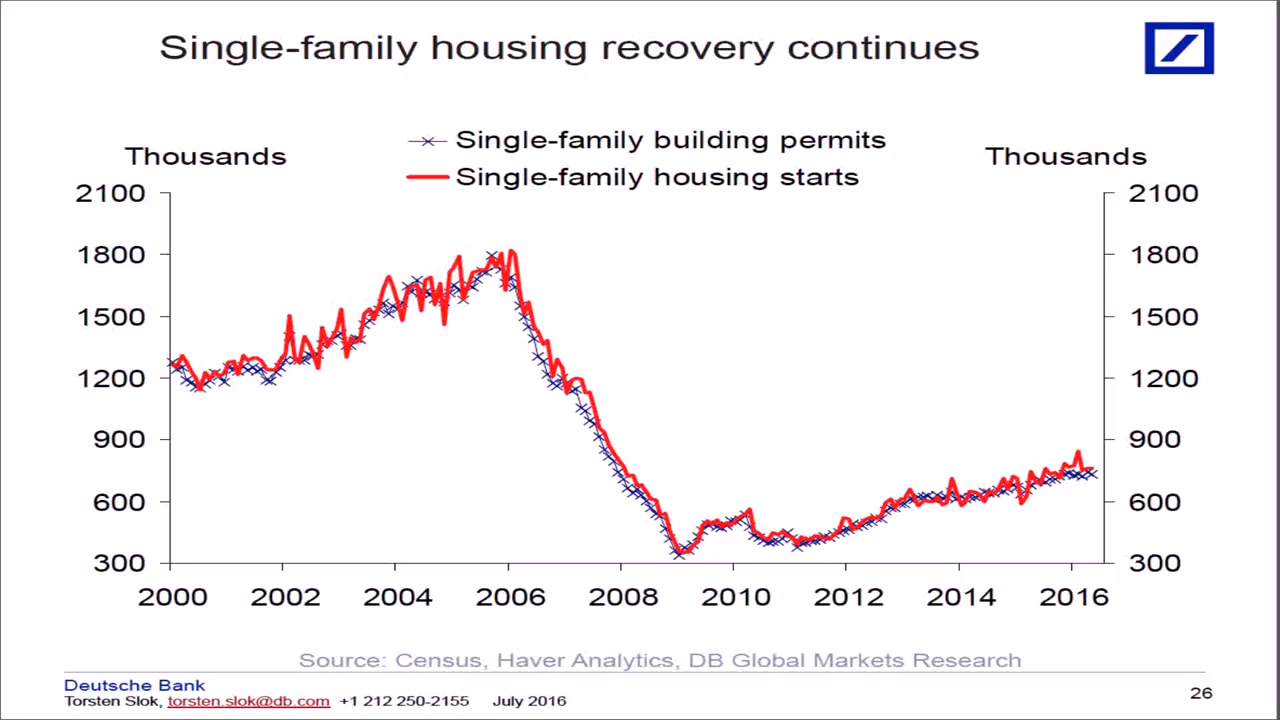 Single-family housing recovery continues
Single-family building permits
Thousands
Thousands
Single-family housing starts
2100
2100
1800
1800
1500
1500
1200
1200
900
900
600
600
300
300
2000 2002 2004 2006 2008 2010 2012 2014 2016
Source: Census, Haver Analytics, DB Global Markets Research
Deutsche Bank
Torsten Slok, torsten.slok@db.com +1 212 250-2155 July 2016
26